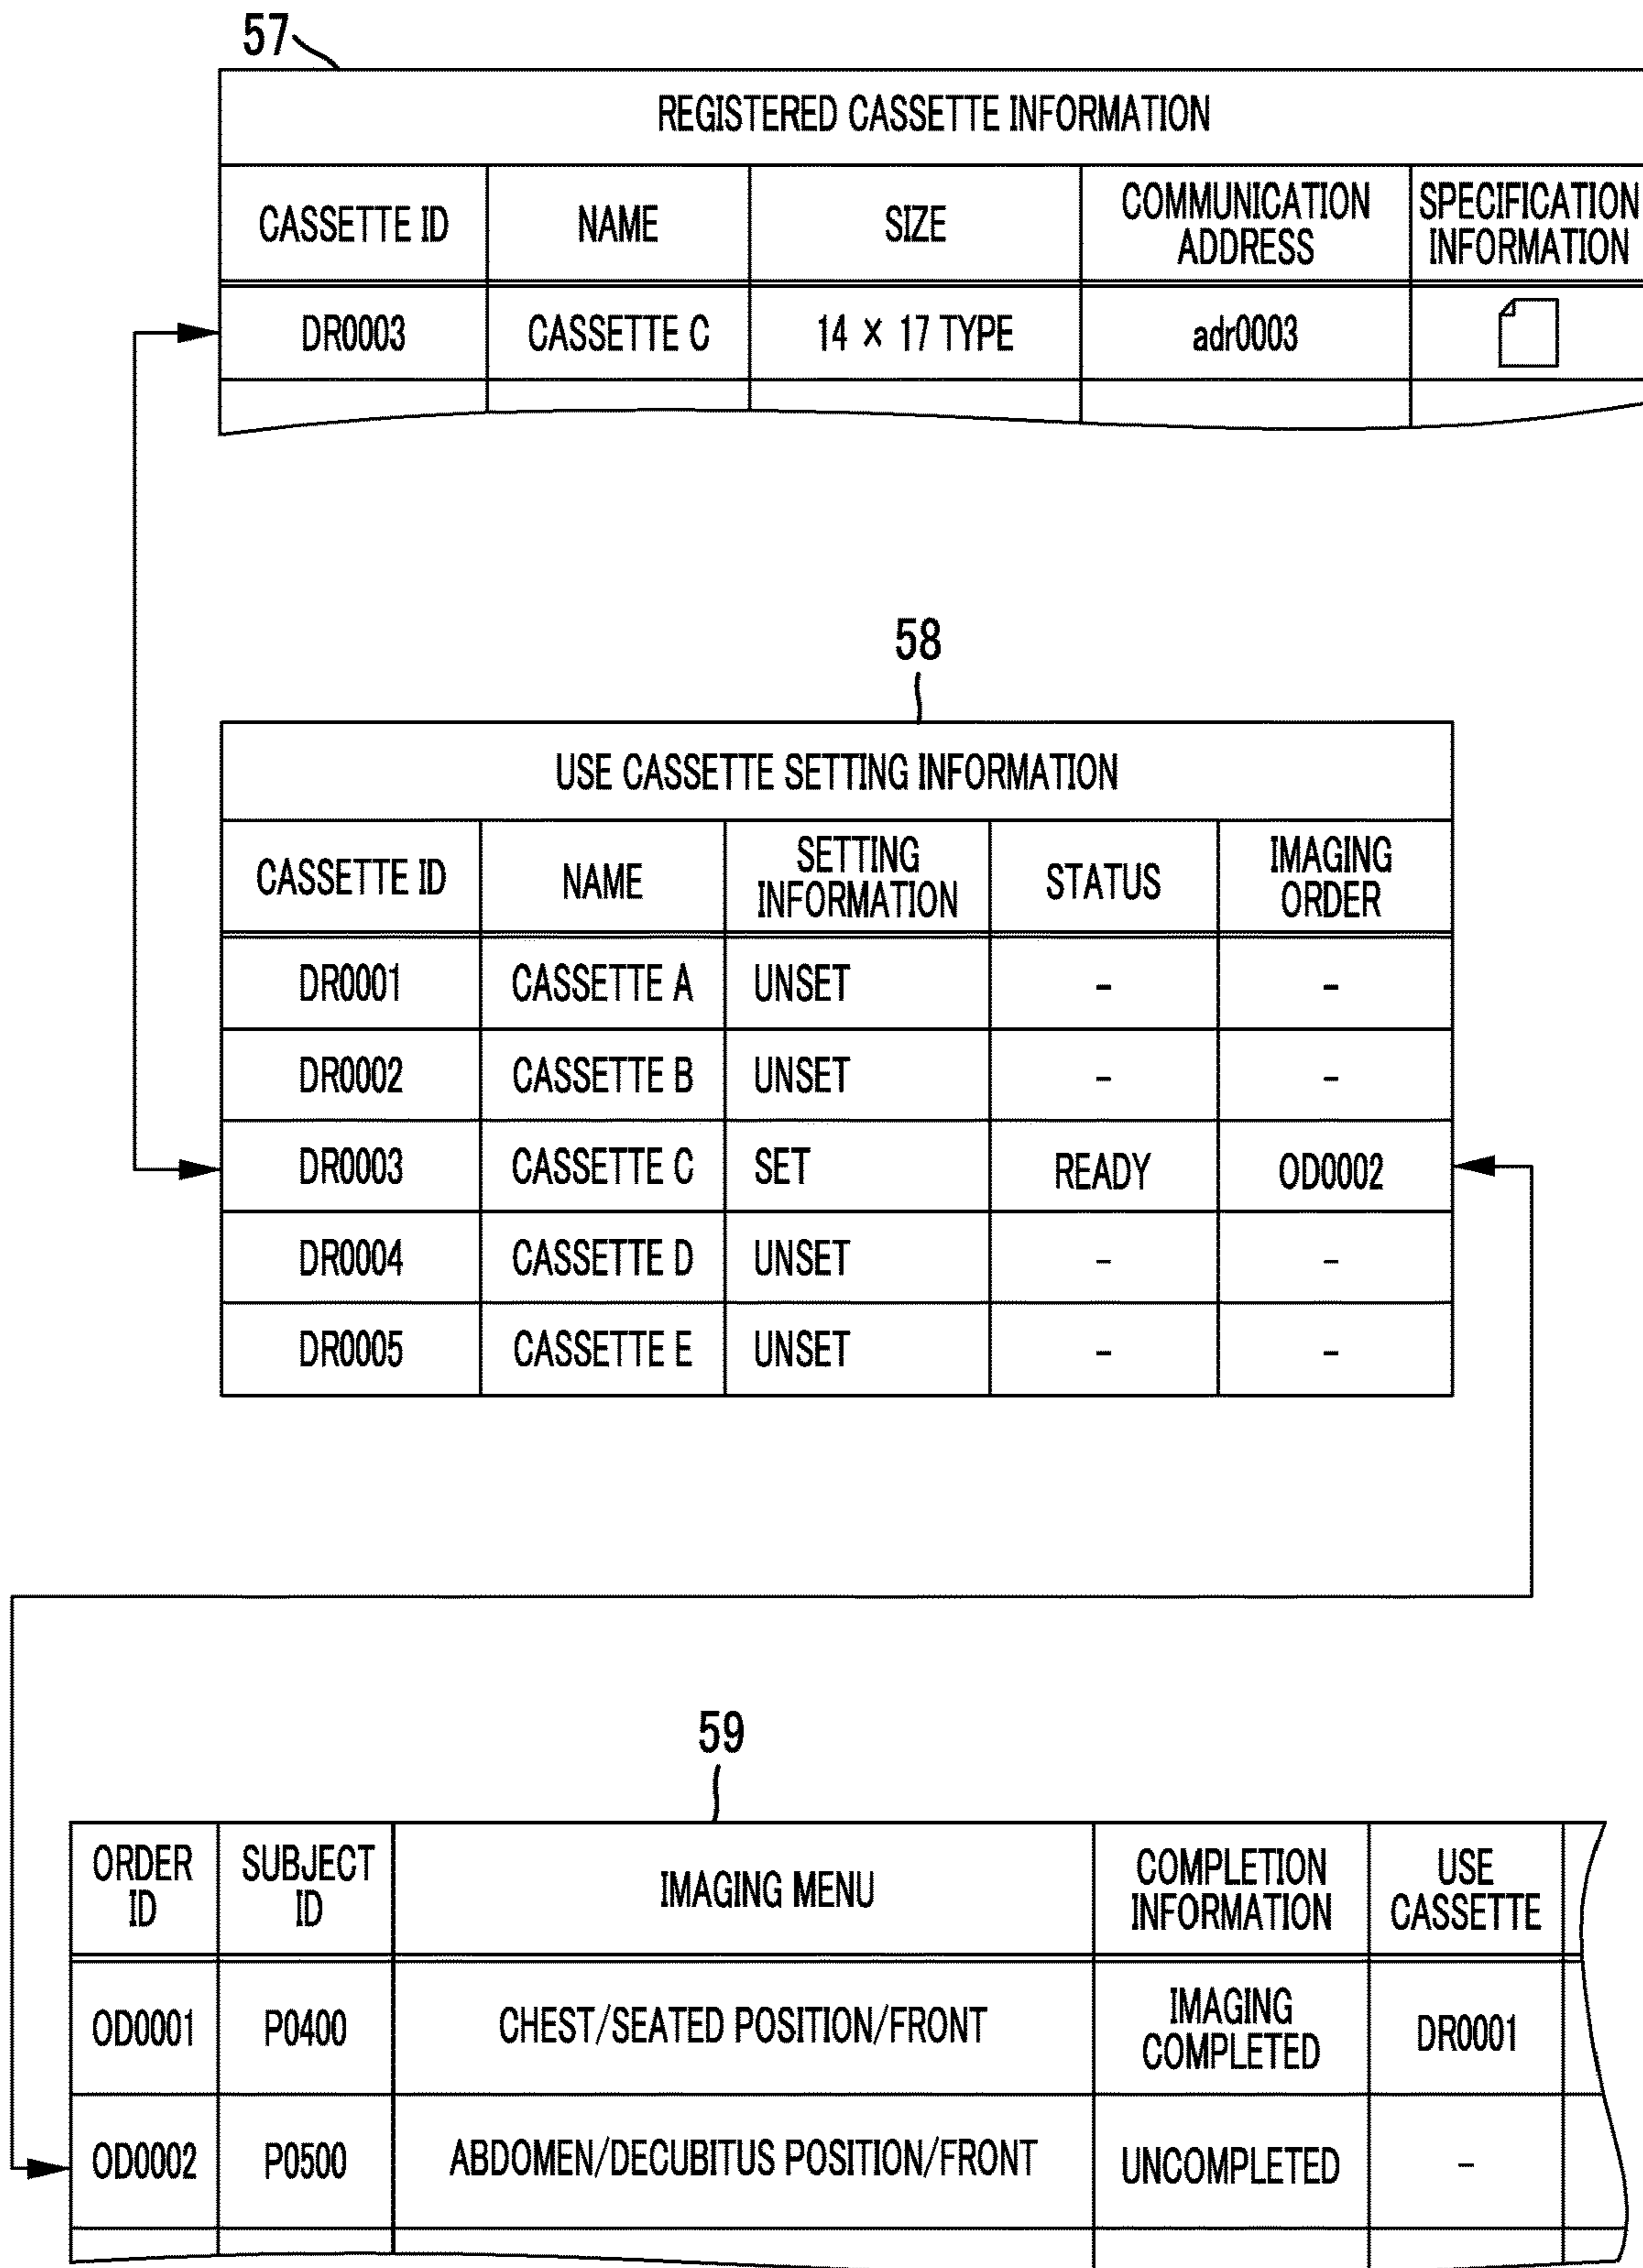 57
REGISTERED CASSETTE INFORMATION
CASSETTE ID NAME SIZE COMMUNICATION ADDRESS SPECIFICATION INFORMATION
DR0003 CASSETTE C 14 × 17 TYPE adr0003
58
USE CASSETTE SETTING INFORMATION
CASSETTE ID NAME SETTING INFORMATION STATUS IMAGING ORDER
DR0001 CASSETTE A UNSET - -
DR0002 CASSETTE B UNSET - -
DR0003 CASSETTE C SET READY OD0002
DR0004 CASSETTE D UNSET - -
DR0005 CASSETTE E UNSET - -
59
ORDER ID SUBJECT ID IMAGING MENU COMPLETION INFORMATION USE CASSETTE
OD0001 P0400 CHEST/SEATED POSITION/FRONT IMAGING COMPLETED DR0001
OD0002 P0500 ABDOMEN/DECUBITUS POSITION/FRONT UNCOMPLETED -